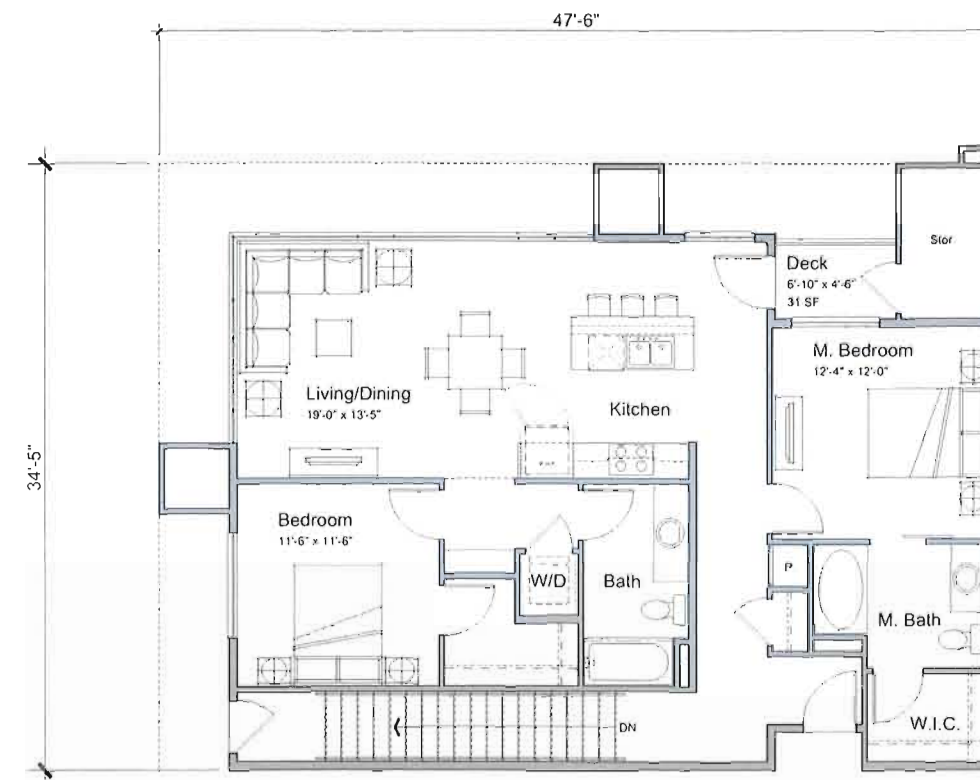 47'-6"
34'-5"
Stor
Deck
6'-10" x 4'-6"
31 SF
M. Bedroom
12'-4" x 12'-0"
Living/Dining
19'-0" x 13'-5"
Kitchen
Bedroom
11'-6" x 11'-6"
W/D
Bath
P
M. Bath
DN
W.I.C.